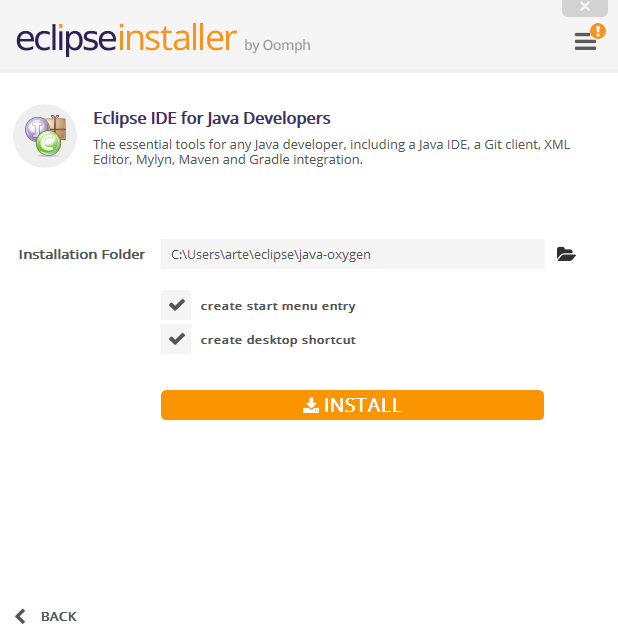 eclipseinstaller by Oomph
!
Eclipse IDE for Java Developers
The essential tools for any Java developer, including a Java IDE, a Git client, XML
Editor, Mylyn, Maven and Gradle integration.
Installation Folder C:\Users\arte\eclipse\java-oxygen
create start menu entry
create desktop shortcut
INSTALL
BACK